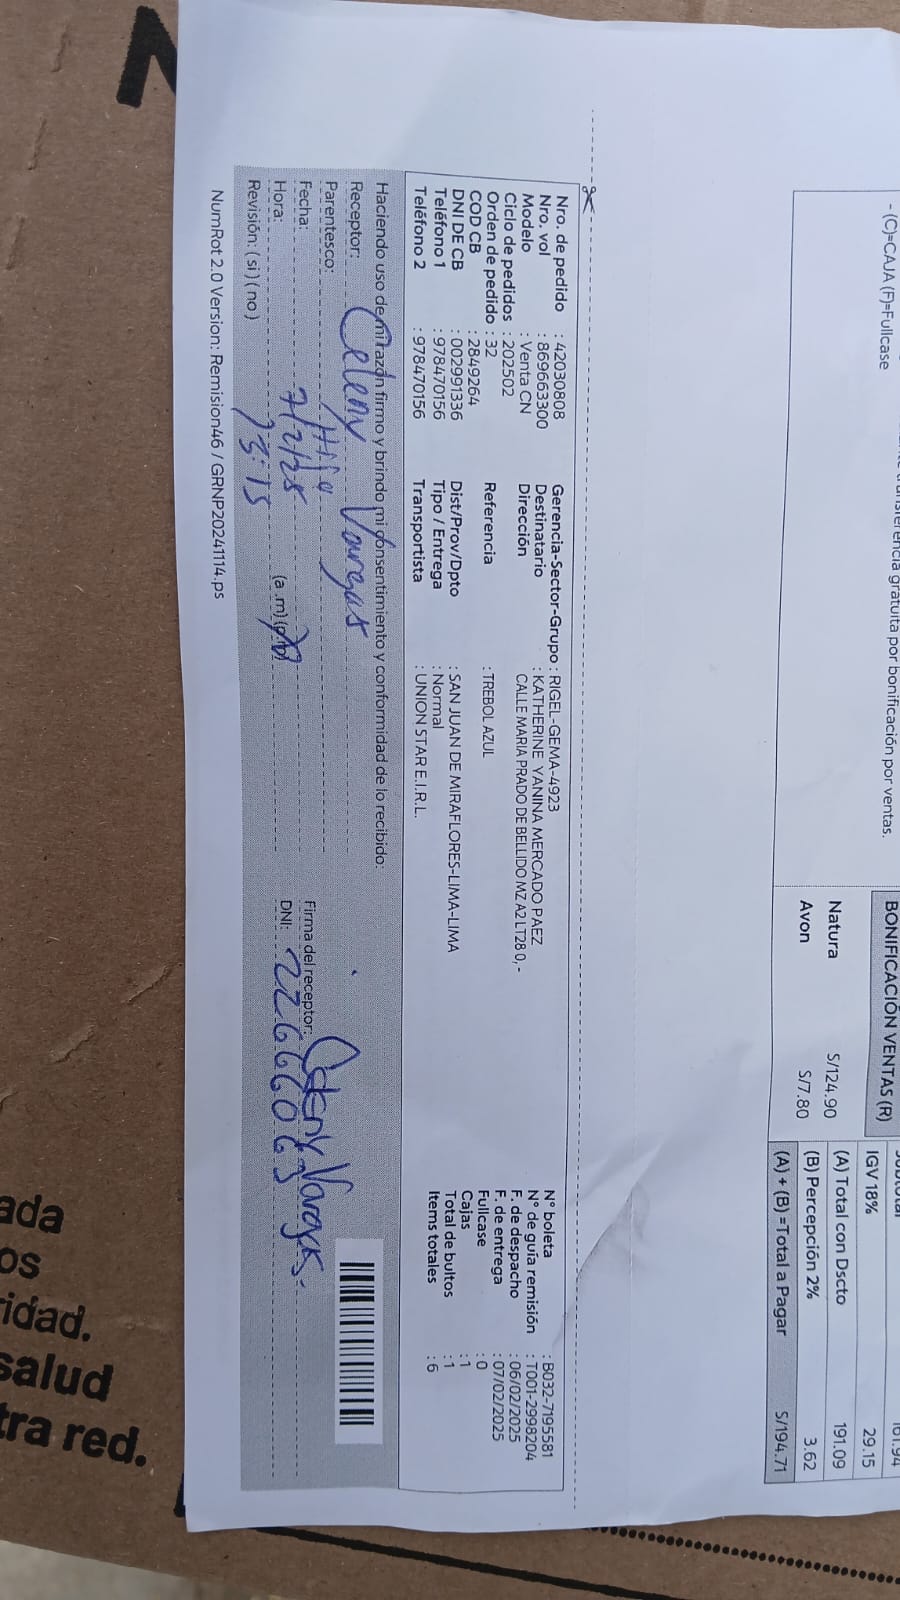 - (C)=CAJA (F)=Fullcase
transferencia gratuita por bonificación por ventas.
BONIFICACIÓN VENTAS (R)
Natura S/124.90
Avon S/7.80
Subtotal 161.94
IGV 18% 29.15
(A) Total con Dscto 191.09
(B) Percepción 2% 3.62
(A) + (B) =Total a Pagar S/194.71
Nro. de pedido : 42030808
Nro. vol : 869663300
Modelo : Venta CN
Ciclo de pedidos : 202502
Orden de pedido : 32
COD CB : 2849264
DNI DE CB : 002991336
Teléfono 1 : 978470156
Teléfono 2 : 978470156
Gerencia-Sector-Grupo : RIGEL-GEMA-4923
Destinatario : KATHERINE YANINA MERCADO PAEZ
Dirección CALLE MARIA PRADO DE BELLIDO MZ A2 LT28 0,-
Referencia : TREBOL AZUL
Dist/Prov/Dpto : SAN JUAN DE MIRAFLORES-LIMA-LIMA
Tipo / Entrega : Normal
Transportista : UNION STAR E.I.R.L.
N° boleta : B032-7195581
N° de guía remisión : T001-2998204
F. de despacho : 06/02/2025
F. de entrega : 07/02/2025
Fullcase : 0
Cajas : 1
Total de bultos : 1
Items totales : 6
Haciendo uso de mi razón firmo y brindo mi consentimiento y conformidad de lo recibido:
Receptor: Celeny Vargas
Parentesco:
Fecha: 7/2/25
Hora: 13:15 (a.m) (p.m)
Revisión: (si) (no)
Firma del receptor: Celeny Vargas.
DNI: 22666063
NumRot 2.0 Version: Remision46 / GRNP20241114.ps
ada
os
ridad.
salud
tra red.